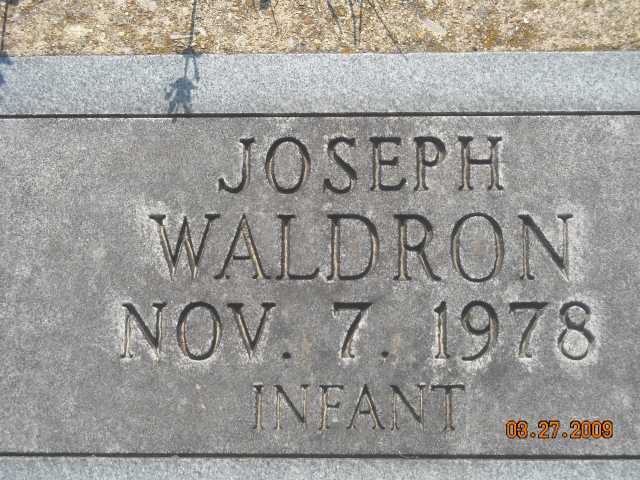 JOSEPH
WALDRON
NOV. 7. 1978
INFANT
03.27.2009